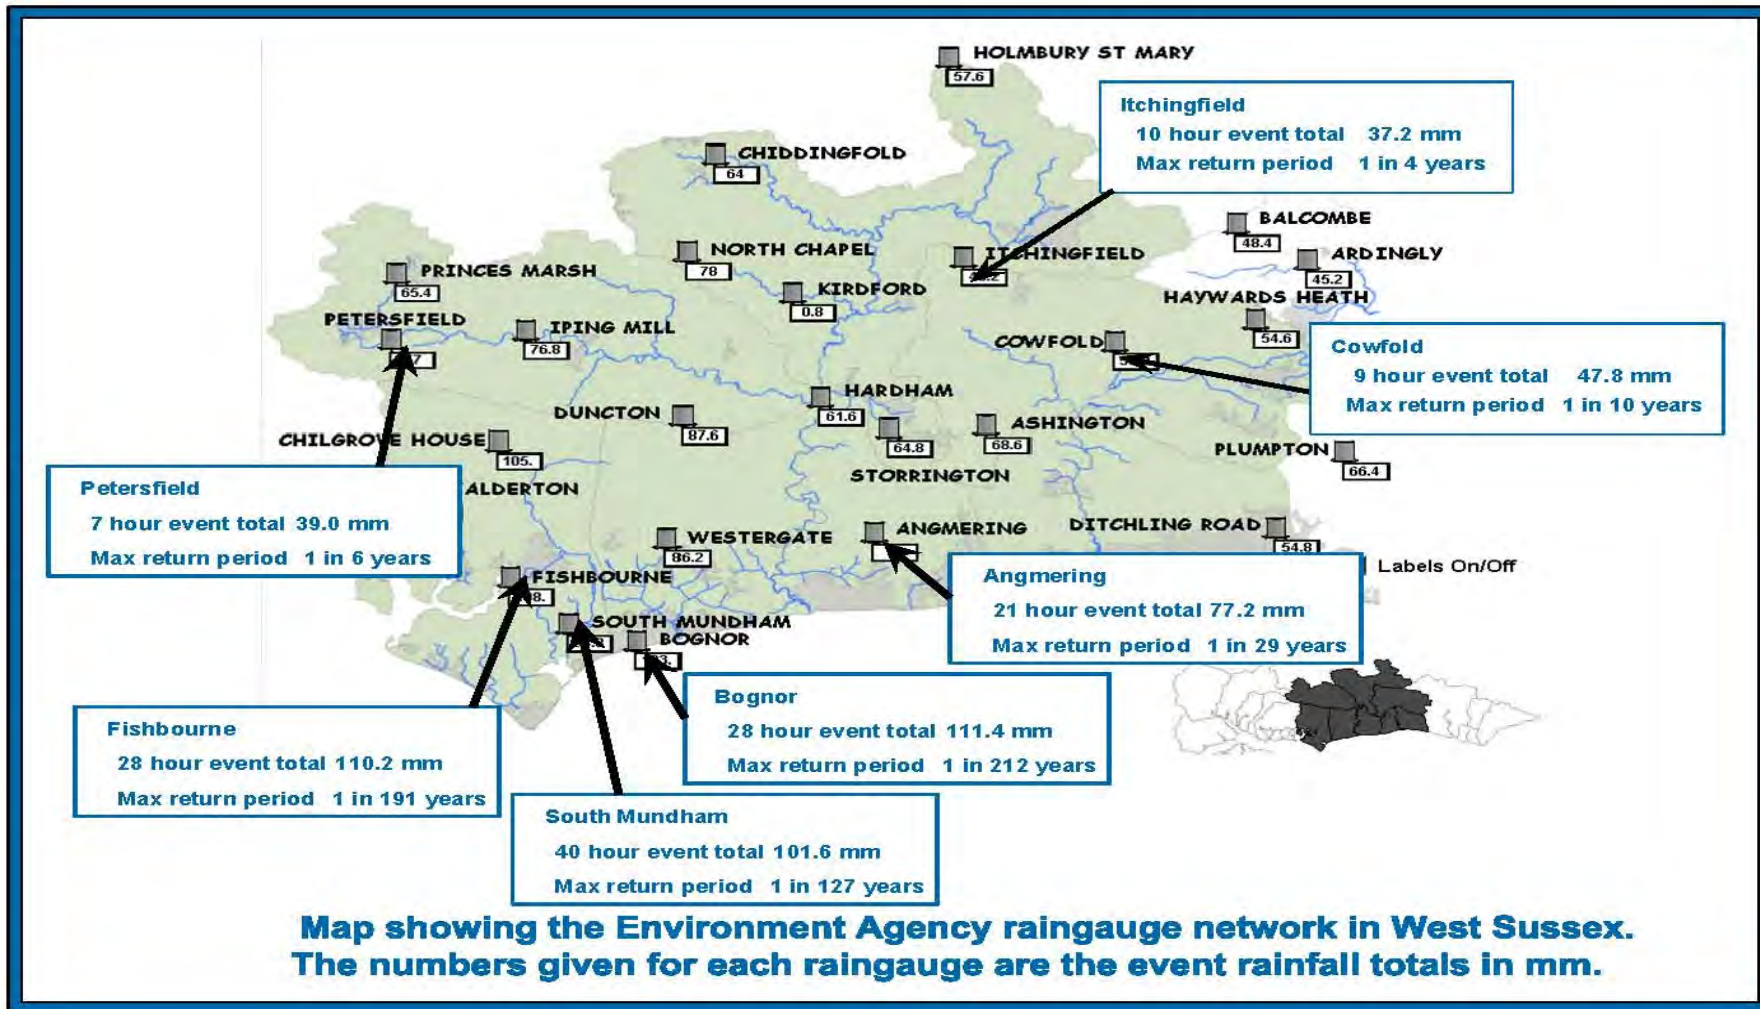 HOLMBURY ST MARY
57.6
Itchingfield
10 hour event total 37.2 mm
Max return period 1 in 4 years
CHIDDINGFOLD
64
BALCOMBE
48.4
NORTH CHAPEL
78
ITCHINGFIELD
ARDINGLY
45.2
PRINCES MARSH
65.4
KIRDFORD
0.8
HAYWARDS HEATH
54.6
PETERSFIELD
IPING MILL
76.8
COWFOLD
Cowfold
9 hour event total 47.8 mm
Max return period 1 in 10 years
HARDHAM
61.6
DUNCTON
87.6
ASHINGTON
68.6
64.8
STORRINGTON
CHILGROVE HOUSE
105.
PLUMPTON
66.4
Petersfield
7 hour event total 39.0 mm
Max return period 1 in 6 years
ALDERTON
WESTERGATE
86.2
ANGMERING
DITCHLING ROAD
54.8
Labels On/Off
FISHBOURNE
Angmering
21 hour event total 77.2 mm
Max return period 1 in 29 years
SOUTH MUNDHAM
BOGNOR
Bognor
28 hour event total 111.4 mm
Max return period 1 in 212 years
Fishbourne
28 hour event total 110.2 mm
Max return period 1 in 191 years
South Mundham
40 hour event total 101.6 mm
Max return period 1 in 127 years
Map showing the Environment Agency raingauge network in West Sussex.
The numbers given for each raingauge are the event rainfall totals in mm.